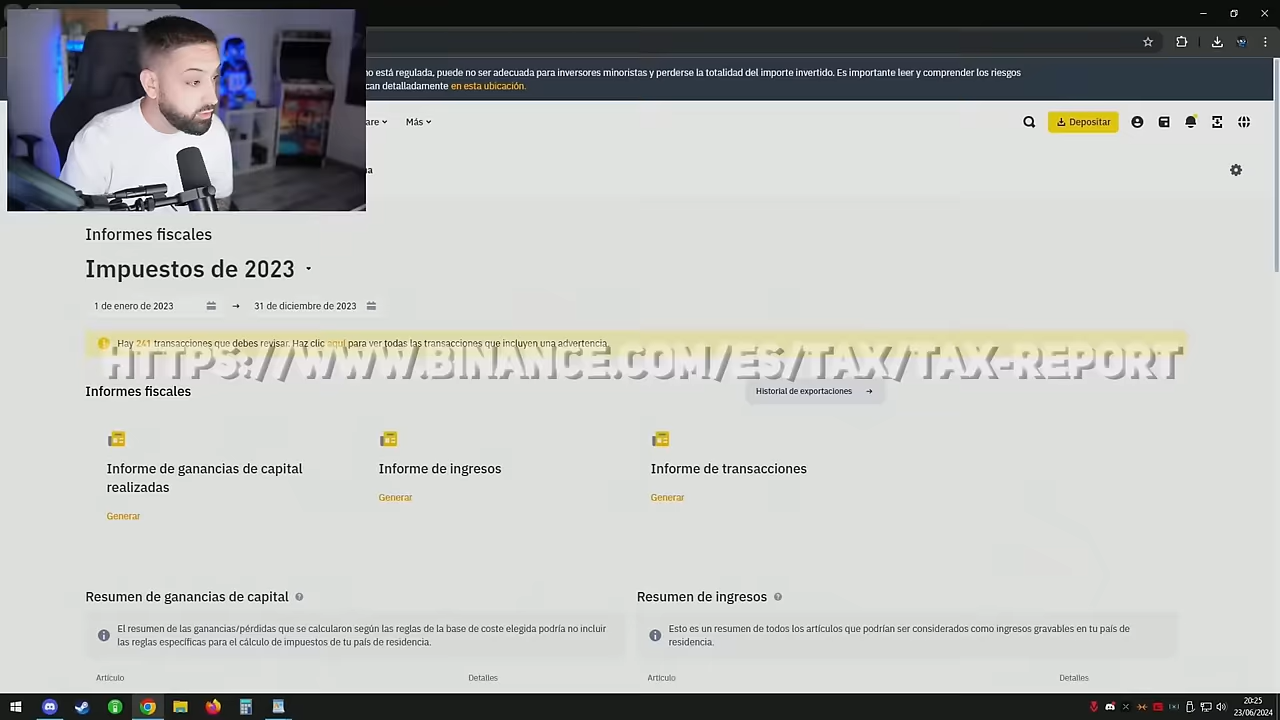 no está regulada, puede no ser adecuada para inversores minoristas y perderse la totalidad del importe invertido. Es importante leer y comprender los riesgos
can detalladamente en esta ubicación.
are
Más
Depositar
na
Informes fiscales
Impuestos de 2023
1 de enero de 2023 → 31 de diciembre de 2023
Hay 241 transacciones que debes revisar. Haz clic aquí para ver todas las transacciones que incluyen una advertencia.
HTTPS://WWW.BINANCE.COM/ES/TAX/TAX-REPORT
Informes fiscales
Historial de exportaciones →
Informe de ganancias de capital
realizadas
Generar
Informe de ingresos
Generar
Informe de transacciones
Generar
Resumen de ganancias de capital
El resumen de las ganancias/pérdidas que se calcularon según las reglas de la base de coste elegida podría no incluir
las reglas específicas para el cálculo de impuestos de tu país de residencia.
Artículo
Detalles
Resumen de ingresos
Esto es un resumen de todos los artículos que podrían ser considerados como ingresos gravables en tu país de
residencia.
Artículo
Detalles
20:25
23/06/2024